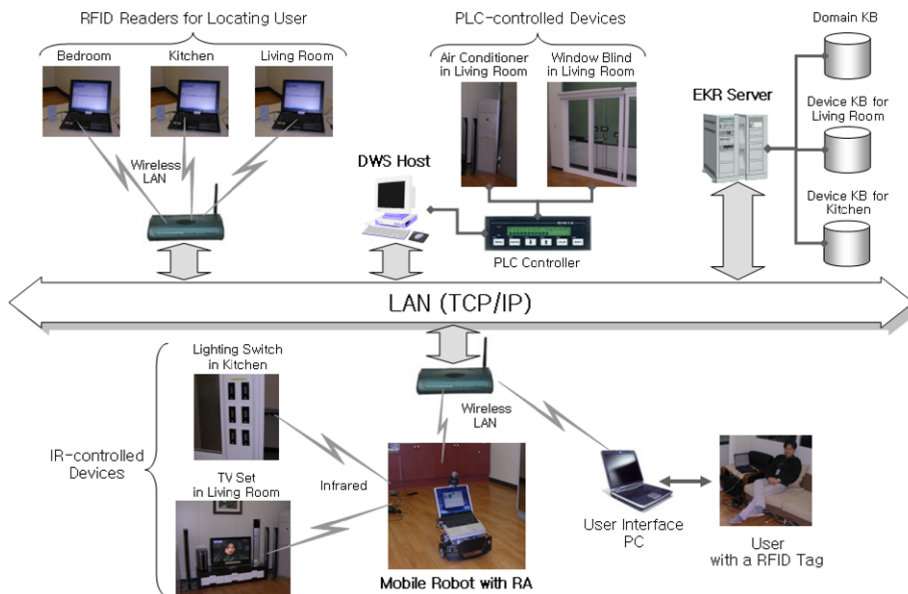 RFID Readers for Locating User
Bedroom
Kitchen
Living Room
Wireless
LAN
PLC-controlled Devices
Air Conditioner
in Living Room
Window Blind
in Living Room
DWS Host
PLC Controller
EKR Server
Domain KB
Device KB for
Living Room
Device KB for
Kitchen
LAN (TCP/IP)
IR-controlled
Devices
Lighting Switch
in Kitchen
TV Set
in Living Room
Infrared
Wireless
LAN
Mobile Robot with RA
User Interface
PC
User
with a RFID Tag